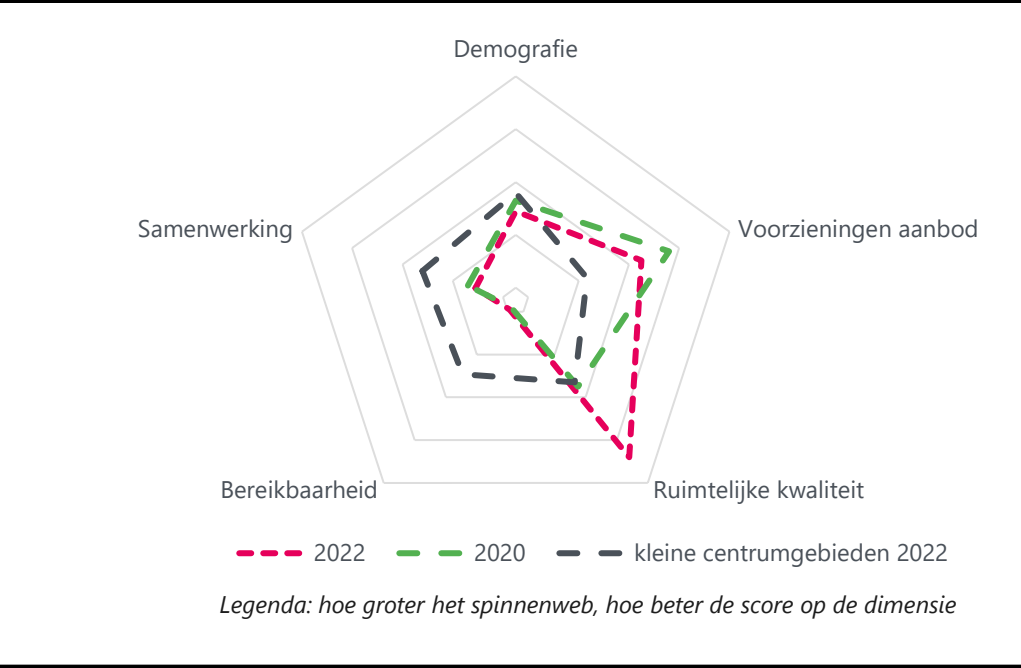 Demografie
Samenwerking
Voorzieningen aanbod
Bereikbaarheid
Ruimtelijke kwaliteit
2022 2020 kleine centrumgebieden 2022
Legenda: hoe groter het spinnenweb, hoe beter de score op de dimensie